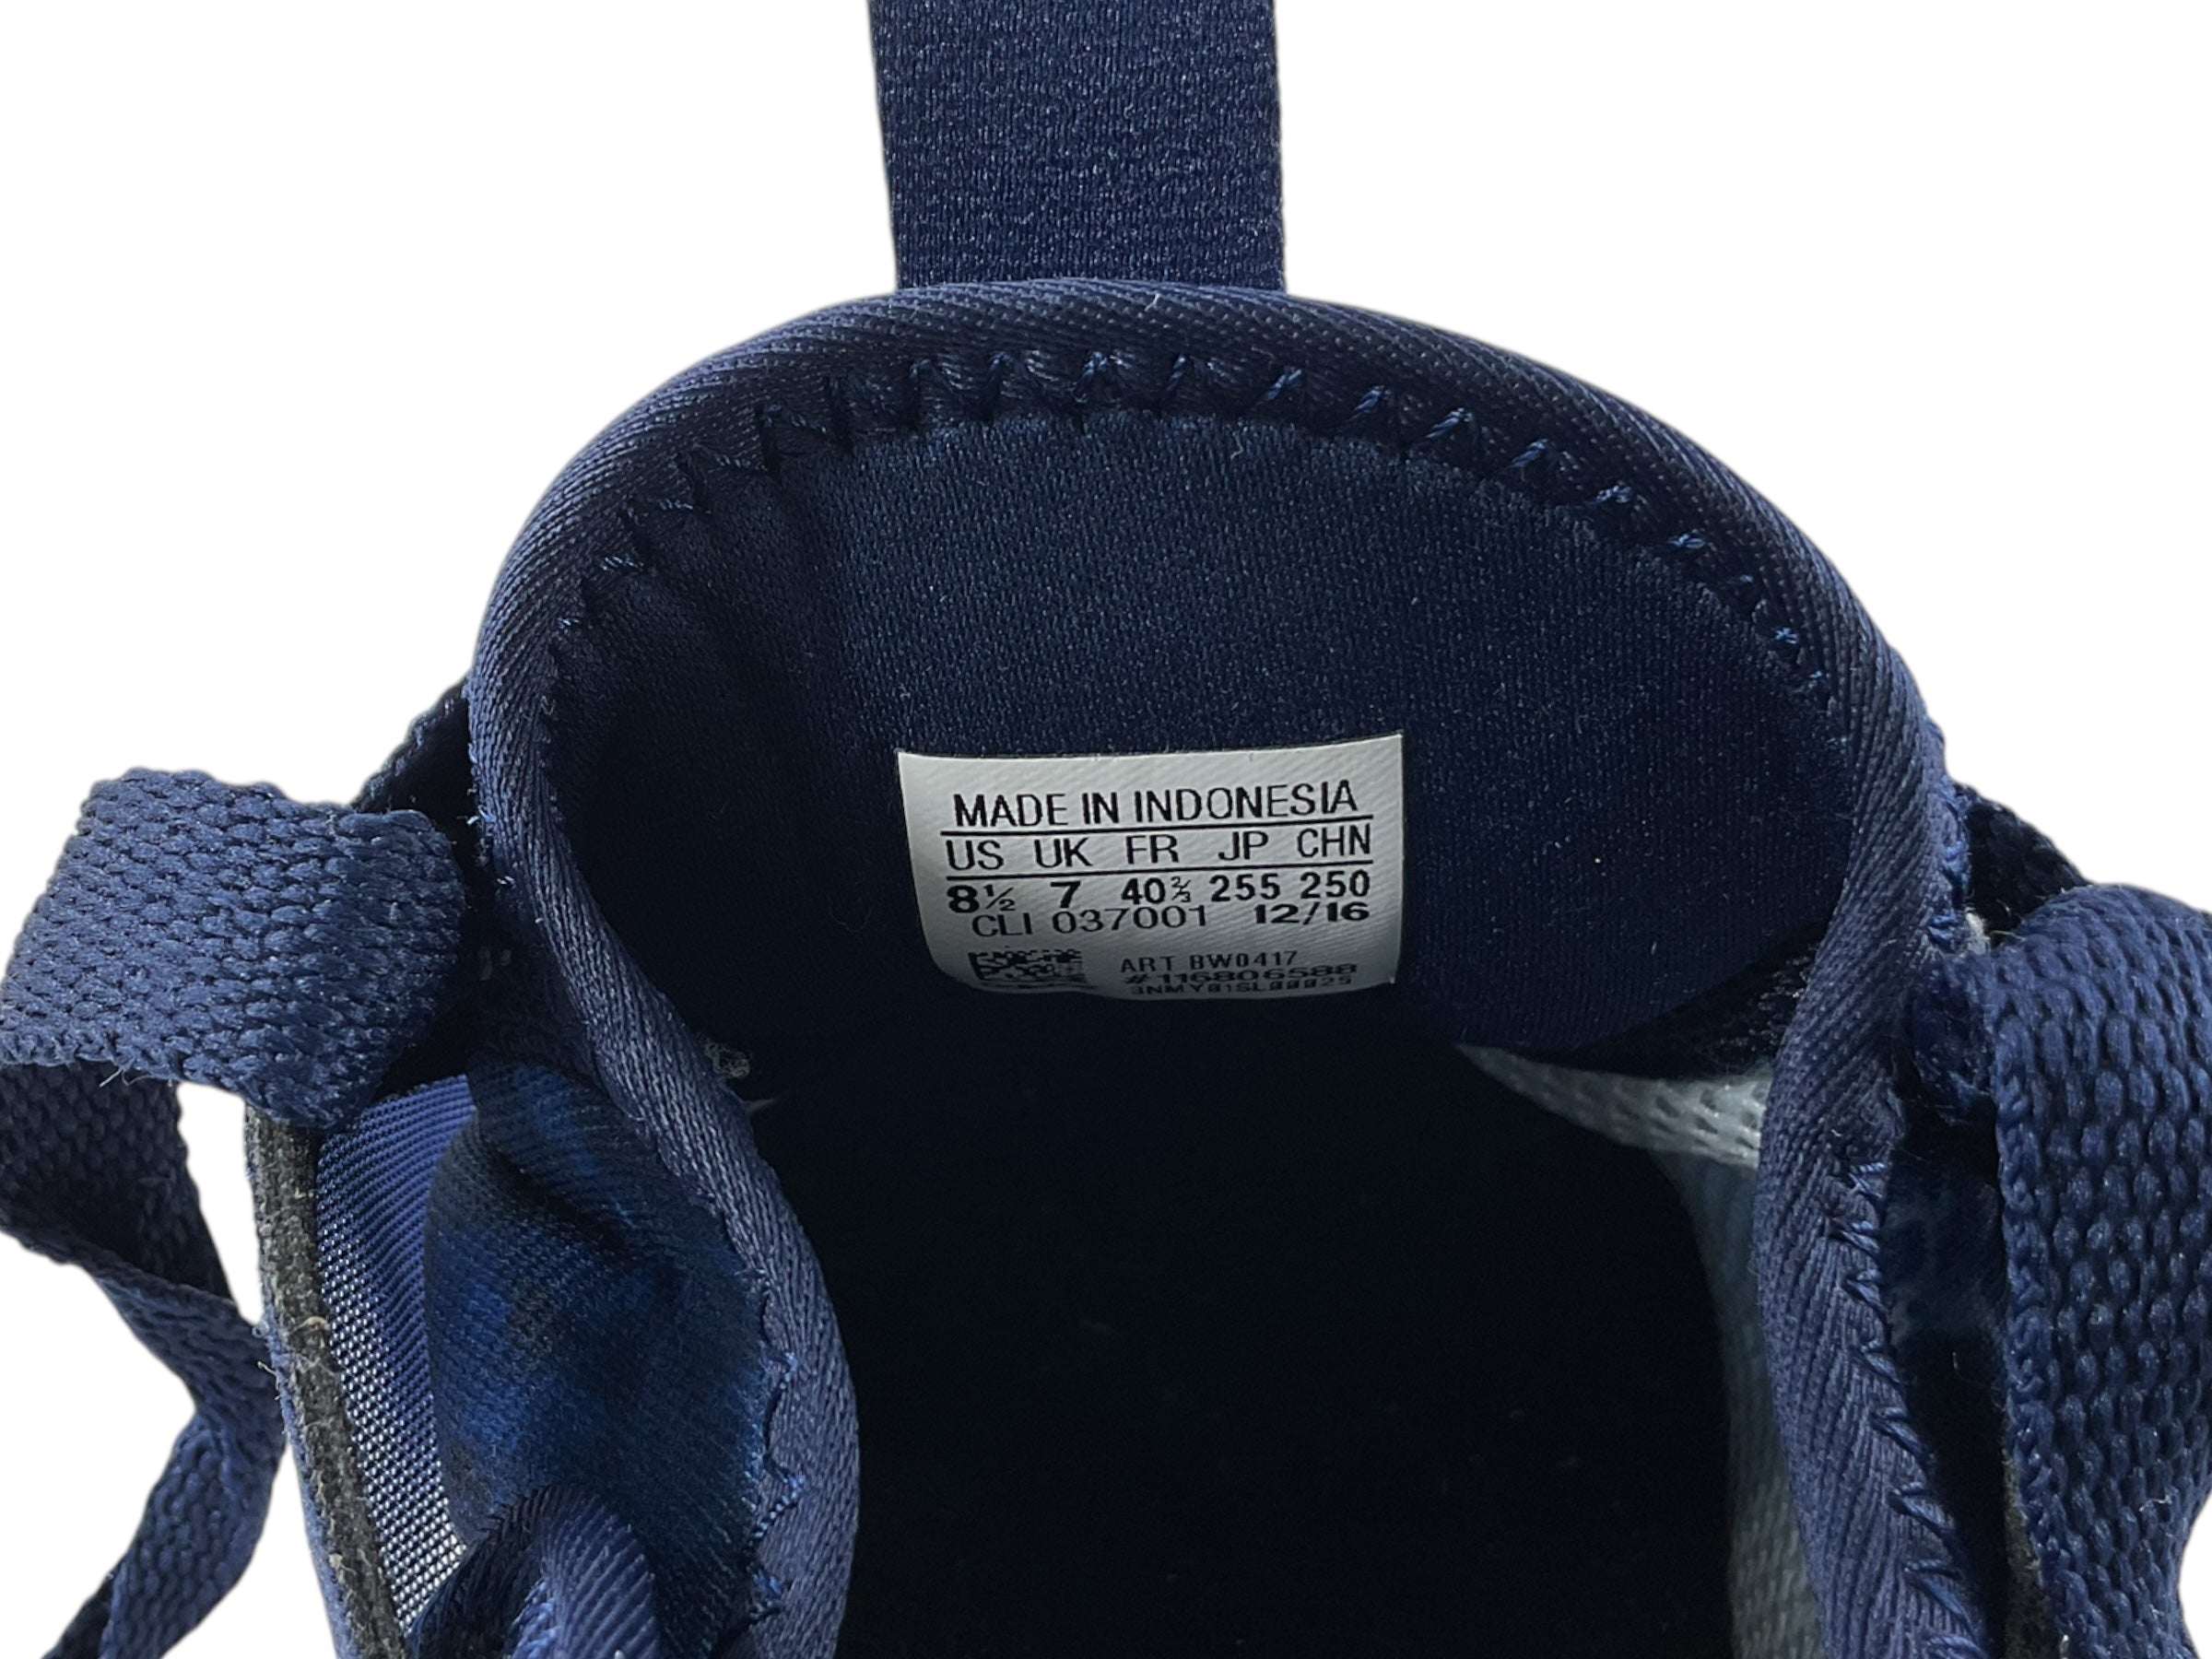 MADE IN INDONESIA
US UK FR JP CHN
8½ 7 40⅔ 255 250
CLI 037001 12/16
ART BW0417
#116806588
3NMY01SL00025